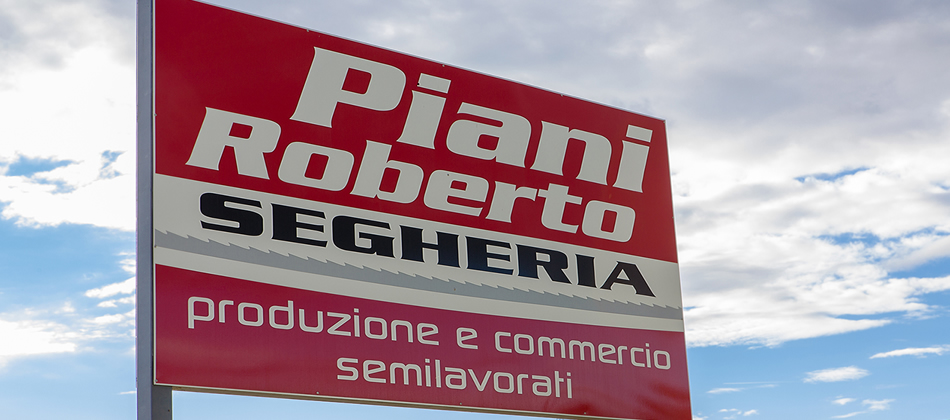 Piani
Roberto
SEGHERIA
produzione e commercio
semilavorati